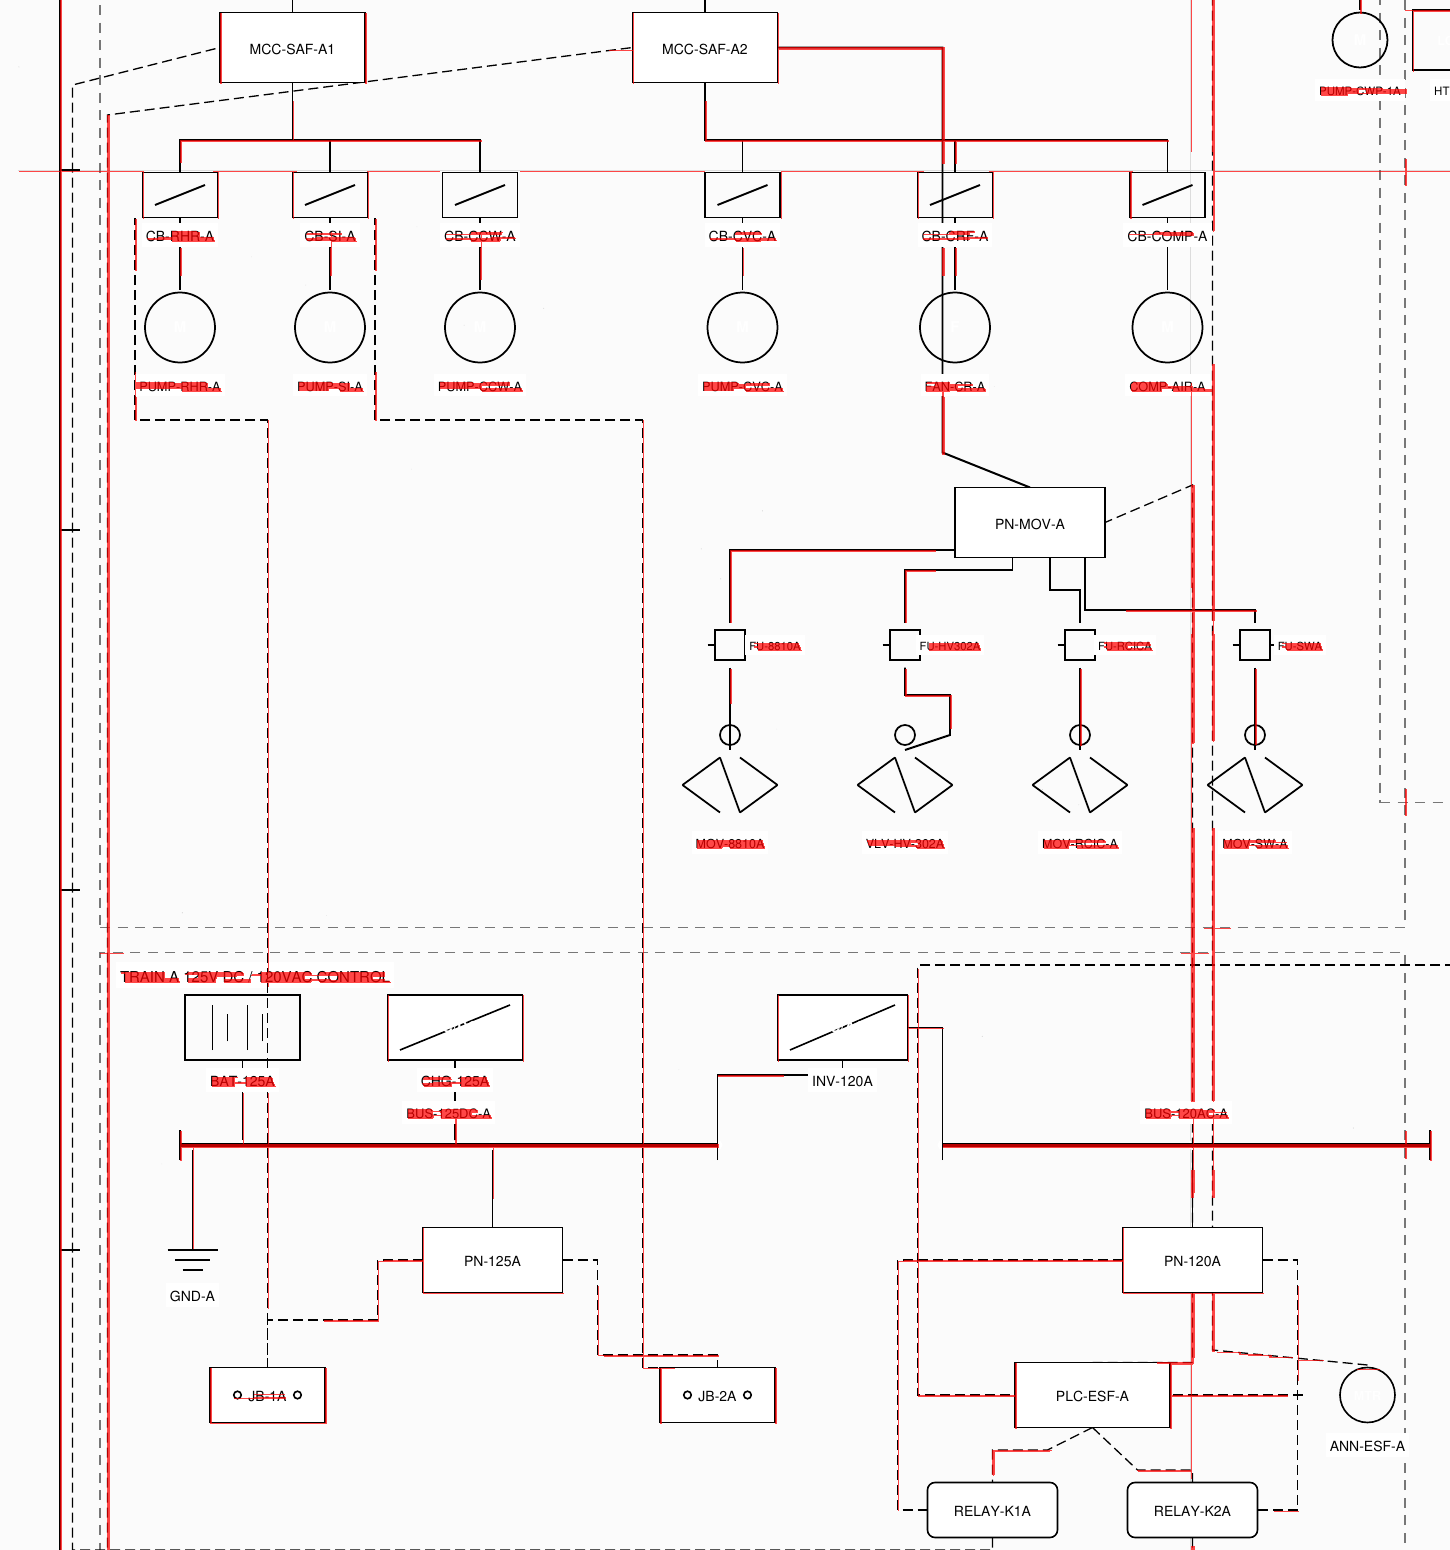 MCC-SAF-A1
MCC-SAF-A2
PUMP-CWP-1A
HT
CB-RHR-A
CB-SI-A
CB-CCW-A
CB-CVC-A
CB-CRF-A
CB-COMP-A
PUMP-RHR-A
PUMP-SI-A
PUMP-CCW-A
PUMP-CVC-A
FAN-CR-A
COMP-AIR-A
PN-MOV-A
FU-8810A
FU-HV302A
FU-RCICA
FU-SWA
MOV-8810A
VLV-HV-302A
MOV-RCIC-A
MOV-SW-A
TRAIN A 125V DC / 120VAC CONTROL
BAT-125A
CHG-125A
INV-120A
BUS-125DC-A
BUS-120AC-A
PN-125A
PN-120A
GND-A
JB-1A
JB-2A
PLC-ESF-A
ANN-ESF-A
RELAY-K1A
RELAY-K2A